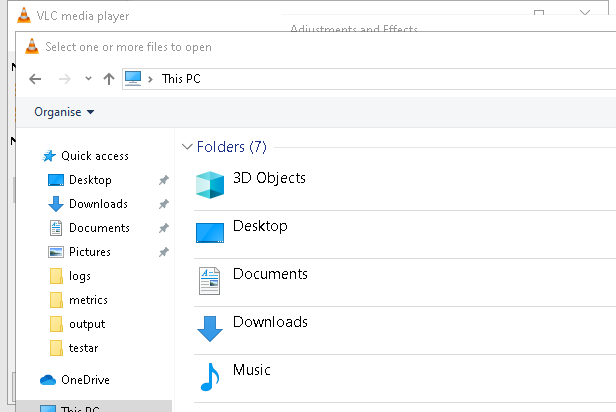 VLC media player
Adjustments and Effects
Select one or more files to open
This PC
Organise
Folders (7)
Quick access
Desktop
Downloads
Documents
Pictures
logs
metrics
output
testar
OneDrive
This PC
3D Objects
Desktop
Documents
Downloads
Music